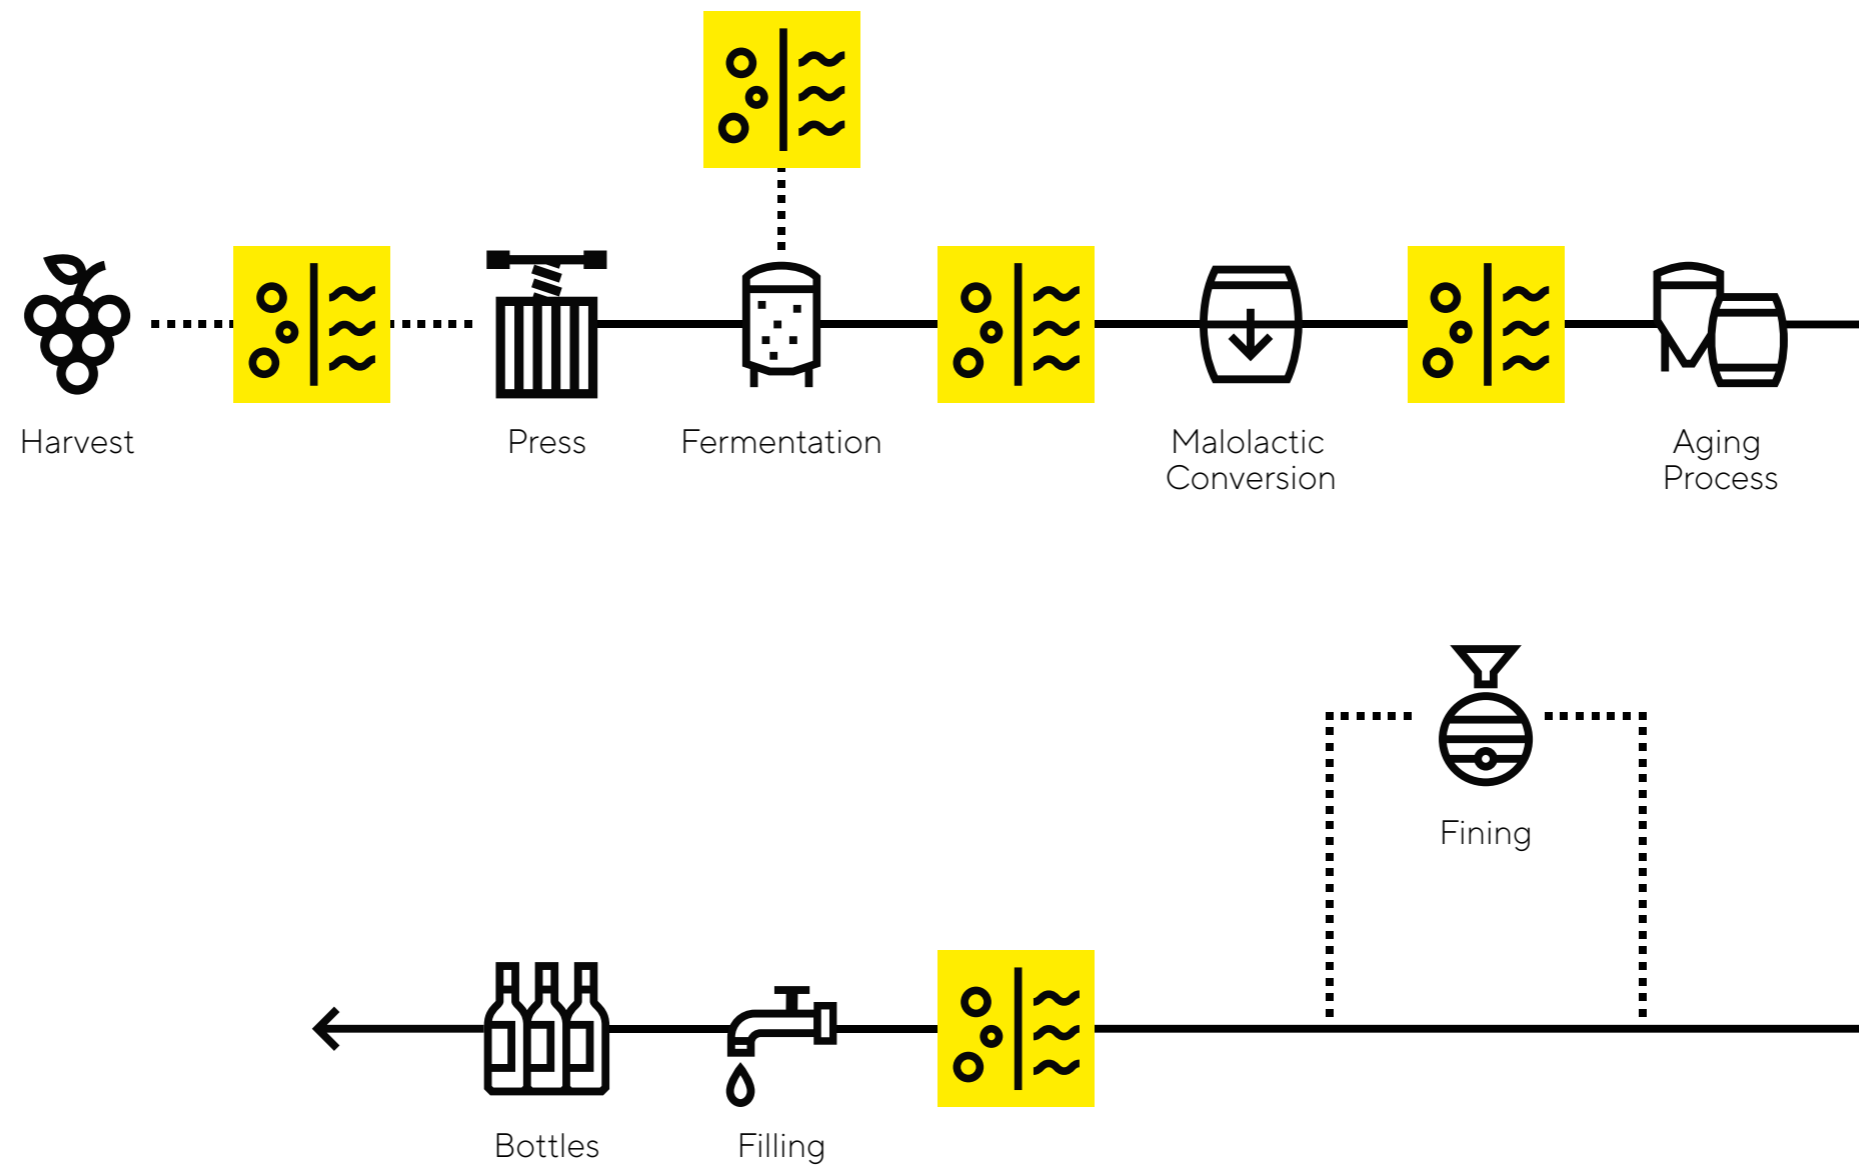 Harvest
Press
Fermentation
Malolactic
Conversion
Aging
Process
Fining
Bottles
Filling